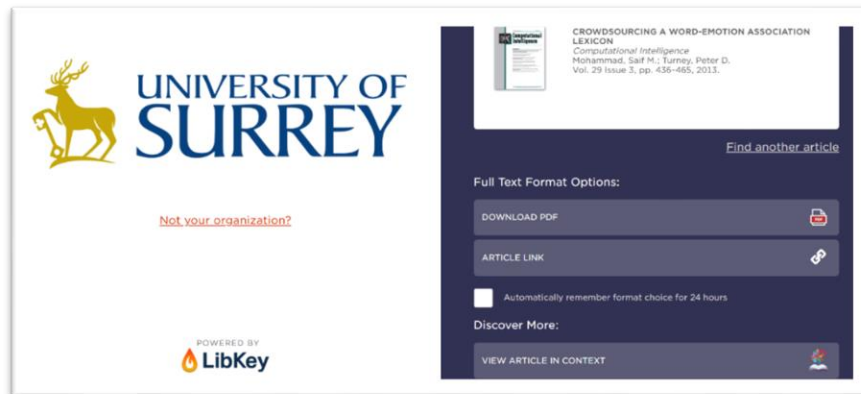 UNIVERSITY OF
SURREY
Not your organization?
POWERED BY
LibKey
CROWDSOURCING A WORD-EMOTION ASSOCIATION
LEXICON
Computational Intelligence
Mohammad, Saif M.; Turney, Peter D.
Vol. 29 Issue 3, pp. 436-465, 2013.
Find another article
Full Text Format Options:
DOWNLOAD PDF
ARTICLE LINK
Automatically remember format choice for 24 hours
Discover More:
VIEW ARTICLE IN CONTEXT